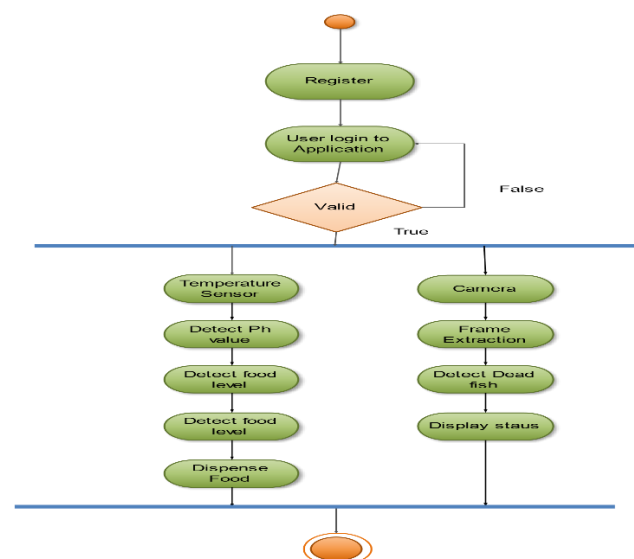 Register
User login to
Application
False
Valid
True
Temperature
Sensor
Detect Ph
value
Detect food
level
Detect food
level
Dispense
Food
Camera
Frame
Extraction
Detect Dead
fish
Display staus